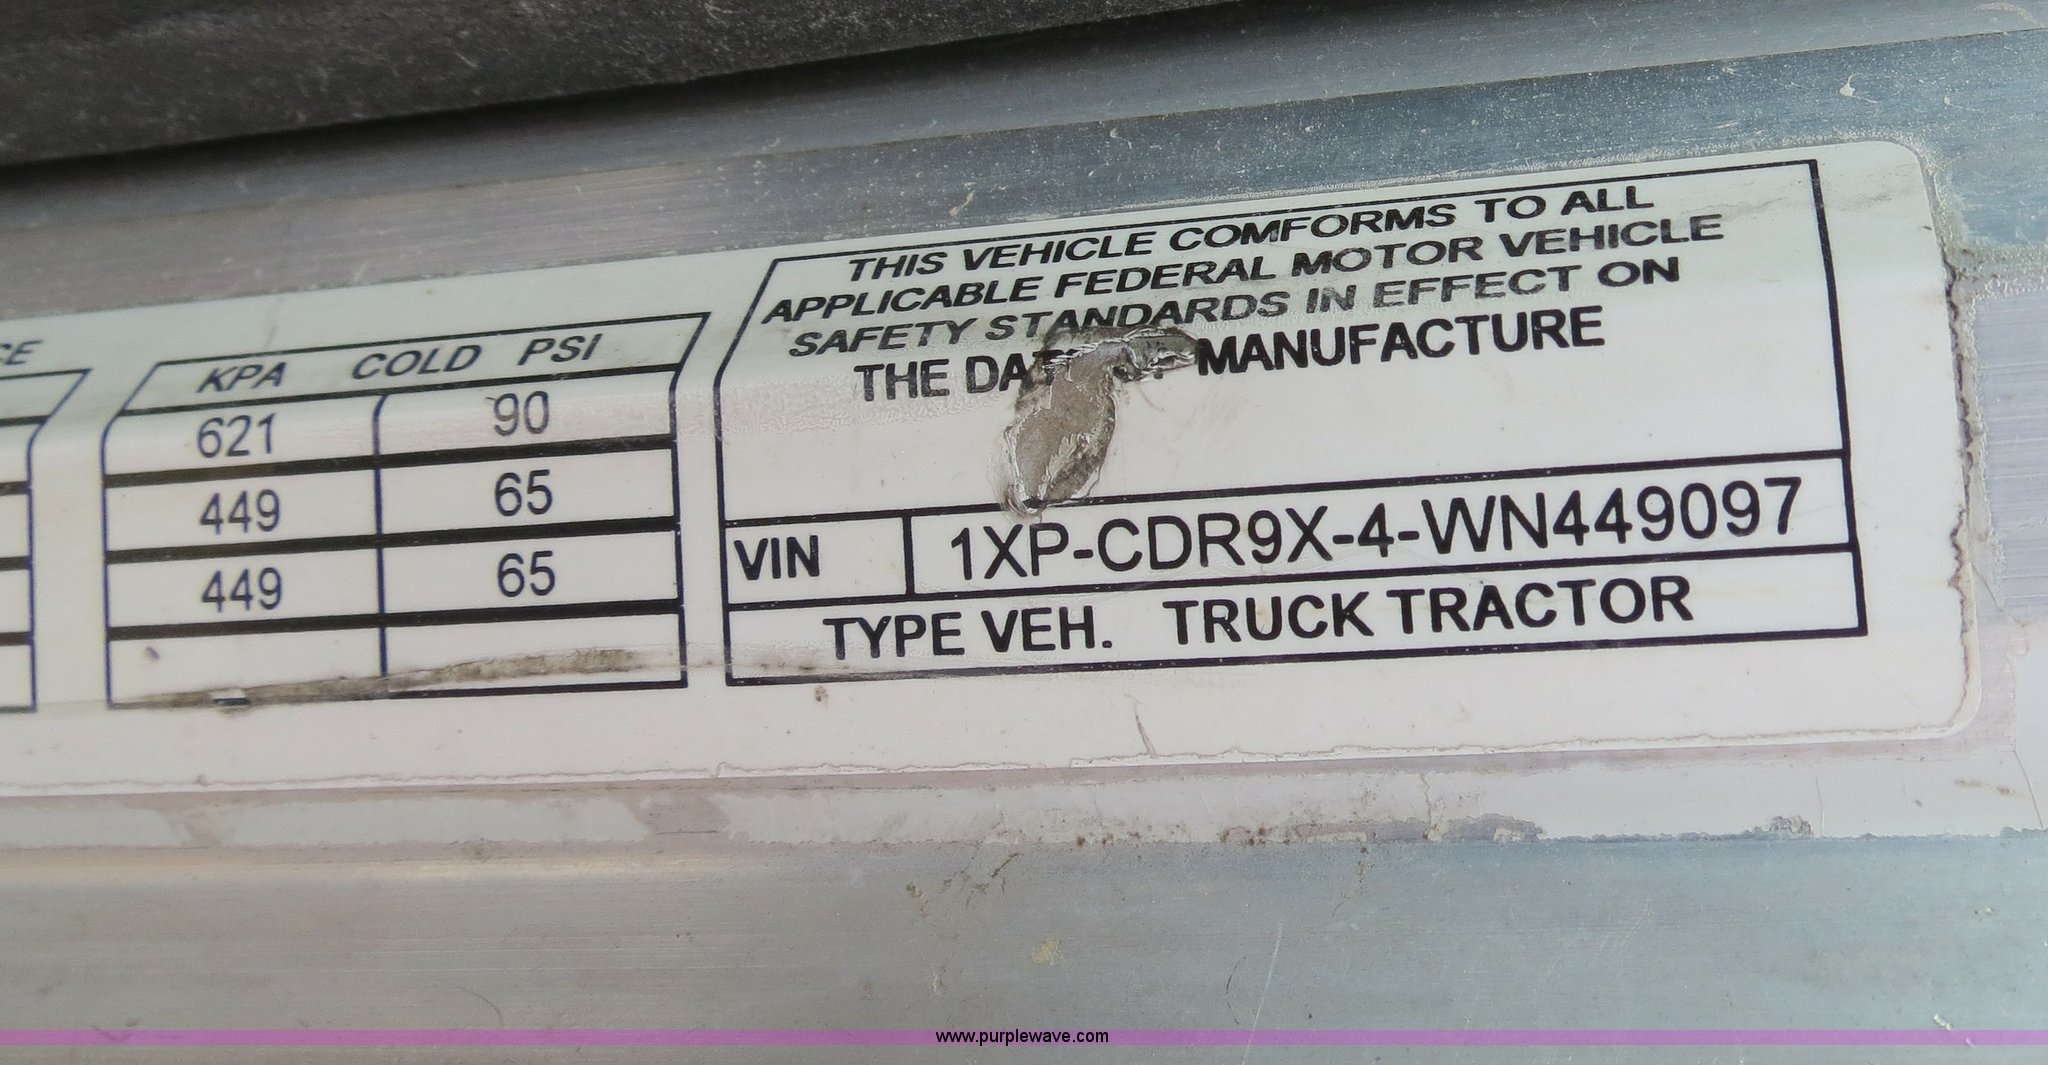 CE
KPA COLD PSI
621 90
449 65
449 65
THIS VEHICLE COMFORMS TO ALL
APPLICABLE FEDERAL MOTOR VEHICLE
SAFETY STANDARDS IN EFFECT ON
THE MANUFACTURE
VIN 1XP-CDR9X-4-WN449097
TYPE VEH. TRUCK TRACTOR
www.purplewave.com